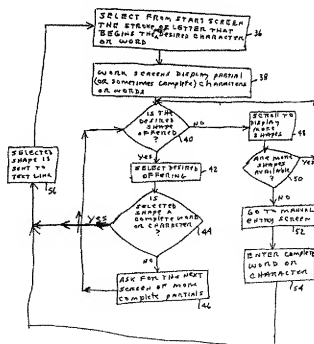 SELECT FROM START SCREEN
THE STROKE OR LETTER THAT
BEGINS THE DESIRED CHARACTER
OR WORD
36
WORK SCREENS DISPLAY PARTIAL
(OR SOMETIMES COMPLETE) CHARACTERS
OR WORDS
38
IS THE
DESIRED
SHAPE
OFFERED
?
40
NO
YES
SCROLL TO
DISPLAY
MORE
SHAPES
48
ARE MORE
SHAPES
AVAILABLE
?
50
YES
NO
SELECT DESIRED
OFFERING
42
SELECTED
SHAPE IS
SENT TO
TEXT LINE
56
IS
SELECTED
SHAPE A
COMPLETE WORD
OR CHARACTER
?
44
YES
NO
GO TO MANUAL
ENTRY SCREEN
52
ASK FOR THE NEXT
SCREEN OF MORE
COMPLETE PARTIALS
46
ENTER COMPLETE
WORD OR
CHARACTER
54